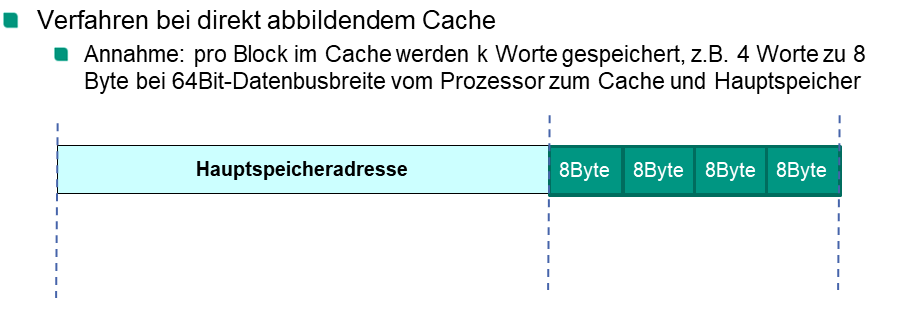 Verfahren bei direkt abbildendem Cache
Annahme: pro Block im Cache werden k Worte gespeichert, z.B. 4 Worte zu 8
Byte bei 64Bit-Datenbusbreite vom Prozessor zum Cache und Hauptspeicher
Hauptspeicheradresse 8Byte 8Byte 8Byte 8Byte